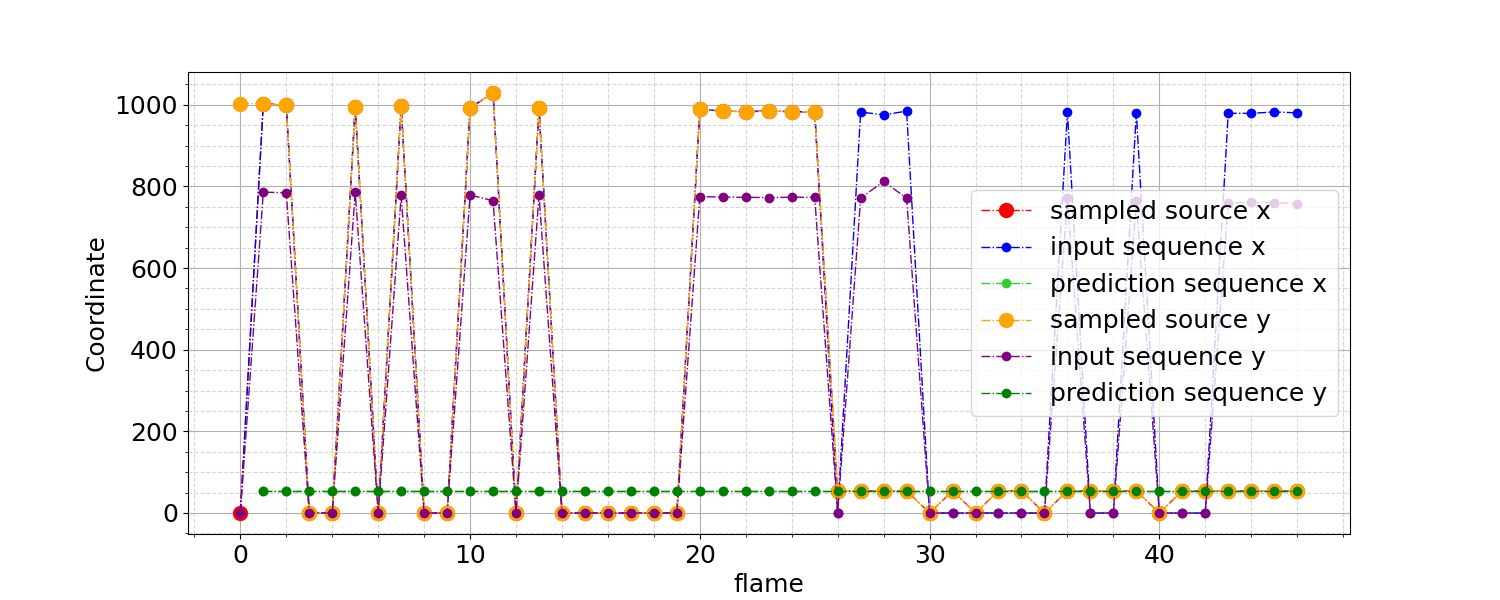 1000
800
600
400
200
0
Coordinate
sampled source x
input sequence x
prediction sequence x
sampled source y
input sequence y
prediction sequence y
0 10 20 30 40
flame